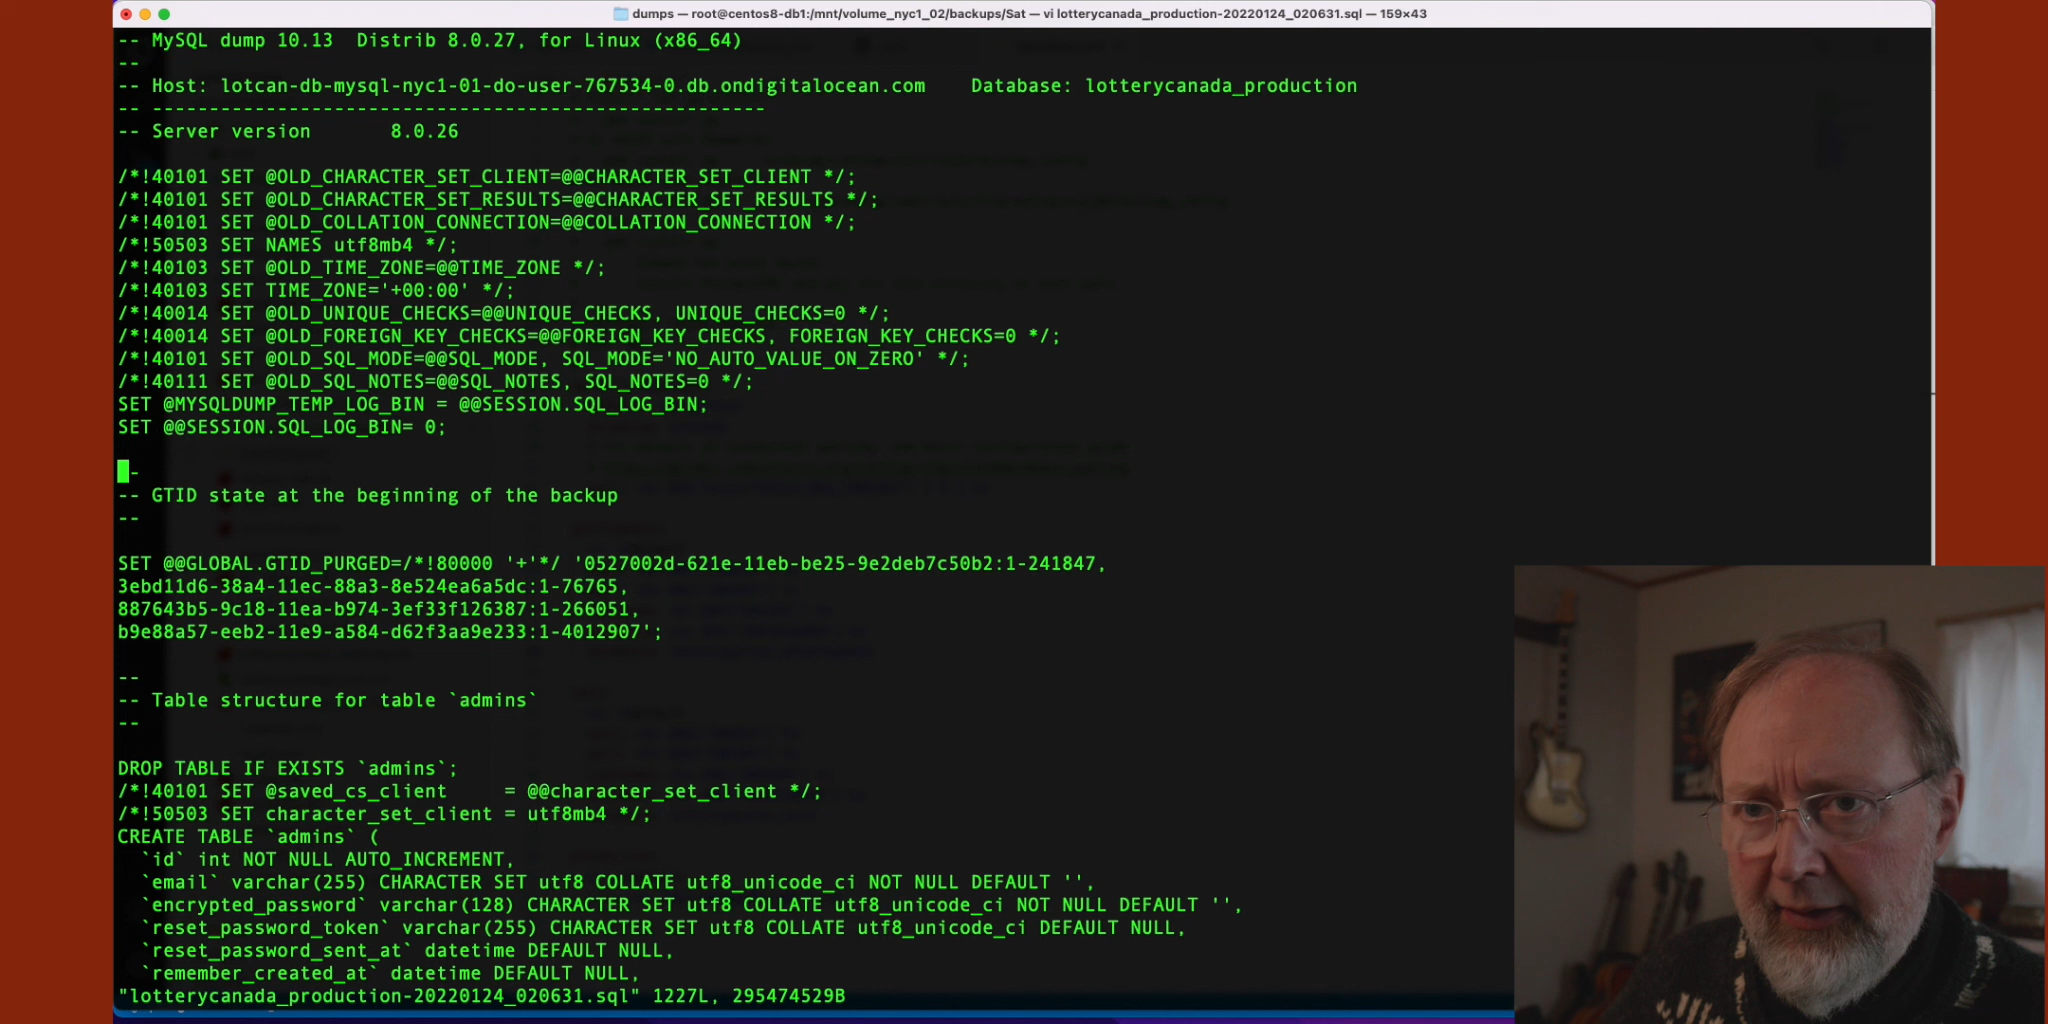 dumps — root@centos8-db1:/mnt/volume_nyc1_02/backups/Sat — vi lotterycanada_production-20220124_020631.sql — 159×43
-- MySQL dump 10.13  Distrib 8.0.27, for Linux (x86_64)
--
-- Host: lotcan-db-mysql-nyc1-01-do-user-767534-0.db.ondigitalocean.com    Database: lotterycanada_production
-- ------------------------------------------------------
-- Server version       8.0.26
/*!40101 SET @OLD_CHARACTER_SET_CLIENT=@@CHARACTER_SET_CLIENT */;
/*!40101 SET @OLD_CHARACTER_SET_RESULTS=@@CHARACTER_SET_RESULTS */;
/*!40101 SET @OLD_COLLATION_CONNECTION=@@COLLATION_CONNECTION */;
/*!50503 SET NAMES utf8mb4 */;
/*!40103 SET @OLD_TIME_ZONE=@@TIME_ZONE */;
/*!40103 SET TIME_ZONE='+00:00' */;
/*!40014 SET @OLD_UNIQUE_CHECKS=@@UNIQUE_CHECKS, UNIQUE_CHECKS=0 */;
/*!40014 SET @OLD_FOREIGN_KEY_CHECKS=@@FOREIGN_KEY_CHECKS, FOREIGN_KEY_CHECKS=0 */;
/*!40101 SET @OLD_SQL_MODE=@@SQL_MODE, SQL_MODE='NO_AUTO_VALUE_ON_ZERO' */;
/*!40111 SET @OLD_SQL_NOTES=@@SQL_NOTES, SQL_NOTES=0 */;
SET @MYSQLDUMP_TEMP_LOG_BIN = @@SESSION.SQL_LOG_BIN;
SET @@SESSION.SQL_LOG_BIN= 0;
--
-- GTID state at the beginning of the backup
--
SET @@GLOBAL.GTID_PURGED=/*!80000 '+'*/ '0527002d-621e-11eb-be25-9e2deb7c50b2:1-241847,
3ebd11d6-38a4-11ec-88a3-8e524ea6a5dc:1-76765,
887643b5-9c18-11ea-b974-3ef33f126387:1-266051,
b9e88a57-eeb2-11e9-a584-d62f3aa9e233:1-4012907';
--
-- Table structure for table `admins`
--
DROP TABLE IF EXISTS `admins`;
/*!40101 SET @saved_cs_client     = @@character_set_client */;
/*!50503 SET character_set_client = utf8mb4 */;
CREATE TABLE `admins` (
  `id` int NOT NULL AUTO_INCREMENT,
  `email` varchar(255) CHARACTER SET utf8 COLLATE utf8_unicode_ci NOT NULL DEFAULT '',
  `encrypted_password` varchar(128) CHARACTER SET utf8 COLLATE utf8_unicode_ci NOT NULL DEFAULT '',
  `reset_password_token` varchar(255) CHARACTER SET utf8 COLLATE utf8_unicode_ci DEFAULT NULL,
  `reset_password_sent_at` datetime DEFAULT NULL,
  `remember_created_at` datetime DEFAULT NULL,
"lotterycanada_production-20220124_020631.sql" 1227L, 295474529B